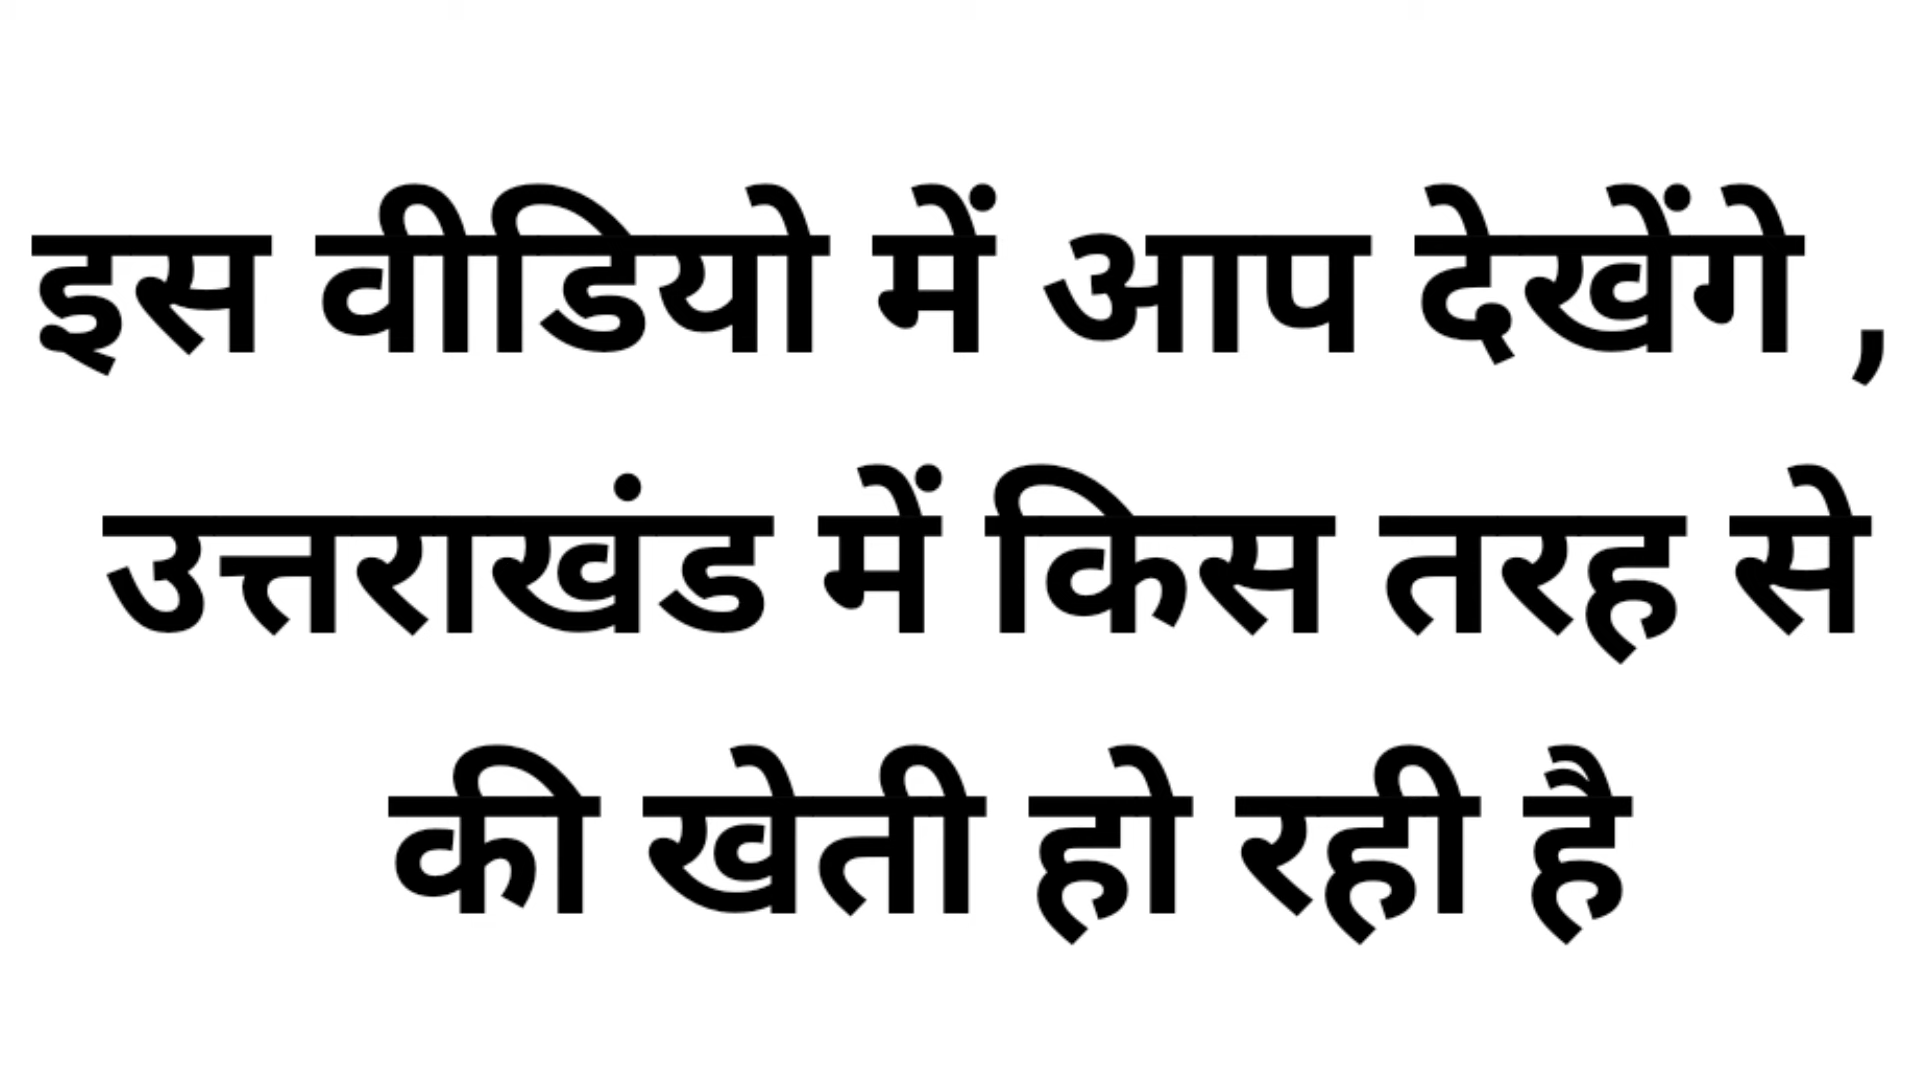 इस वीडियो में आप देखेंगे ,
उत्तराखंड में किस तरह से
की खेती हो रही है